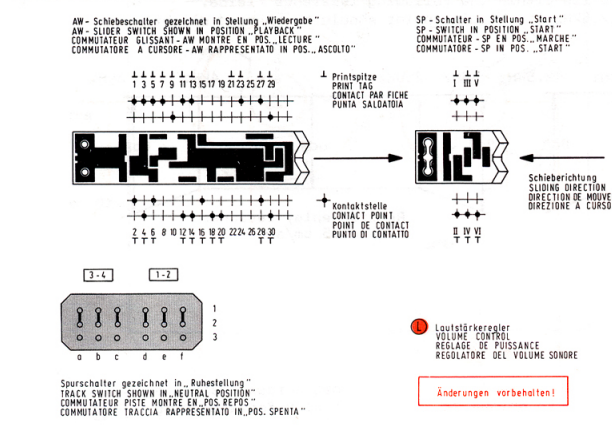 AW- Schiebeschalter gezeichnet in Stellung „Wiedergabe"
AW- SLIDER SWITCH SHOWN IN POSITION „PLAYBACK"
COMMUTATEUR GLISSANT-AW MONTRE EN POS.„LECTURE"
COMMUTATORE A CURSORE-AW RAPPRESENTATO IN POS.„ASCOLTO"
SP-Schalter in Stellung „Start"
SP- SWITCH IN POSITION „START"
COMMUTATEUR-SP EN POS.„MARCHE"
COMMUTATORE-SP IN POS. „START"
1 3 5 7 9 11 13 15 17 19 21 23 25 27 29
Printspitze
PRINT TAG
CONTACT PAR FICHE
PUNTA SALDATOIA
I III V
Schieberichtung
SLIDING DIRECTION
DIRECTION DE MOUVE
DIREZIONE A CURSO
Kontaktstelle
CONTACT POINT
POINT DE CONTACT
PUNTO DI CONTATTO
2 4 6 8 10 12 14 16 18 20 22 24 26 28 30
II IV VI
3-4 1-2
1
2
3
a b c d e f
Spurschalter gezeichnet in„Ruhestellung"
TRACK SWITCH SHOWN IN„NEUTRAL POSITION"
COMMUTATEUR PISTE MONTRE EN„POS. REPOS"
COMMUTATORE TRACCIA RAPPRESENTATO IN„POS. SPENTA"
L
Lautstärkeregler
VOLUME CONTROL
REGLAGE DE PUISSANCE
REGOLATORE DEL VOLUME SONORE
Änderungen vorbehalten!